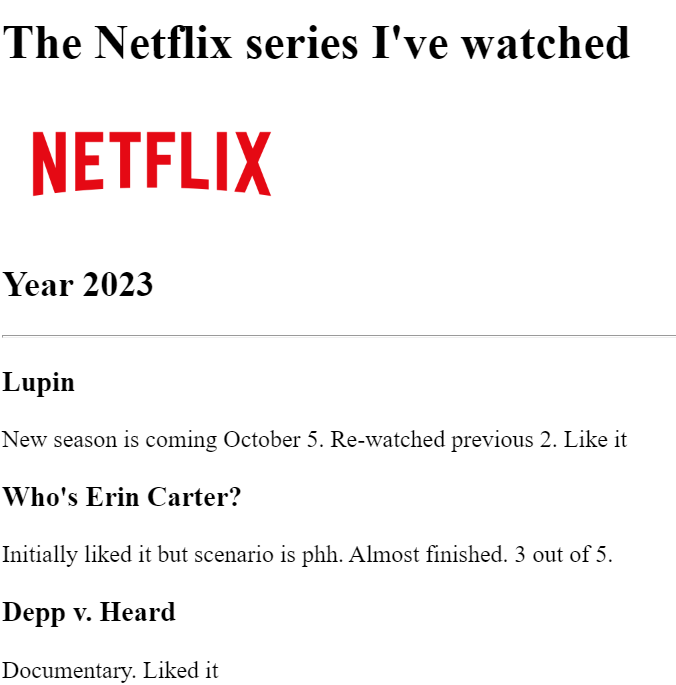 The Netflix series I've watched
NETFLIX
Year 2023
Lupin
New season is coming October 5. Re-watched previous 2. Like it
Who's Erin Carter?
Initially liked it but scenario is phh. Almost finished. 3 out of 5.
Depp v. Heard
Documentary. Liked it